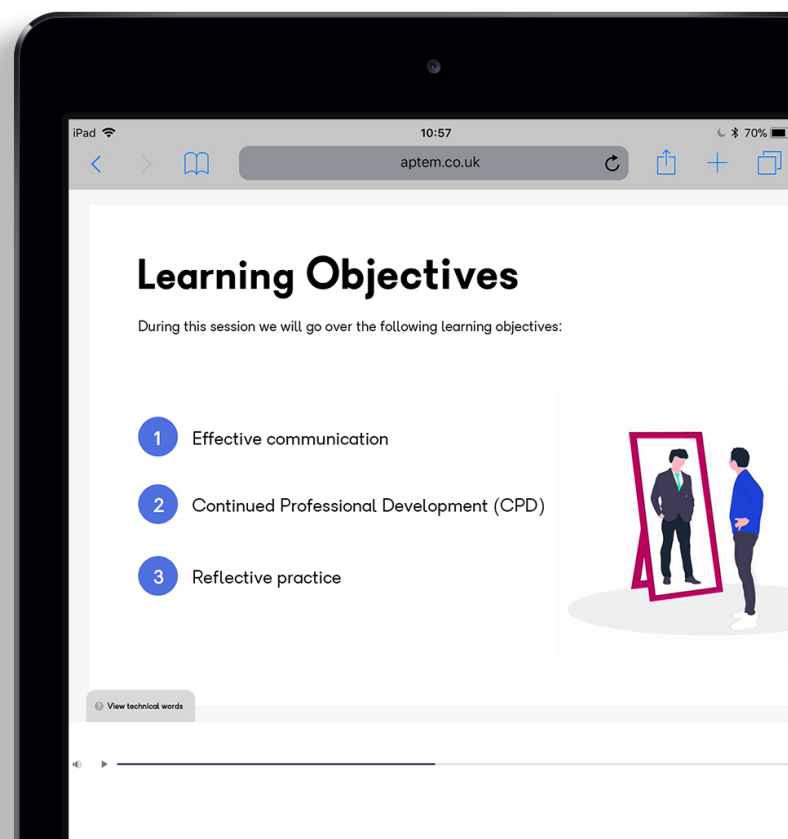 iPad
10:57
70%
aptem.co.uk
Learning Objectives
During this session we will go over the following learning objectives:
1 Effective communication
2 Continued Professional Development (CPD)
3 Reflective practice
? View technical words